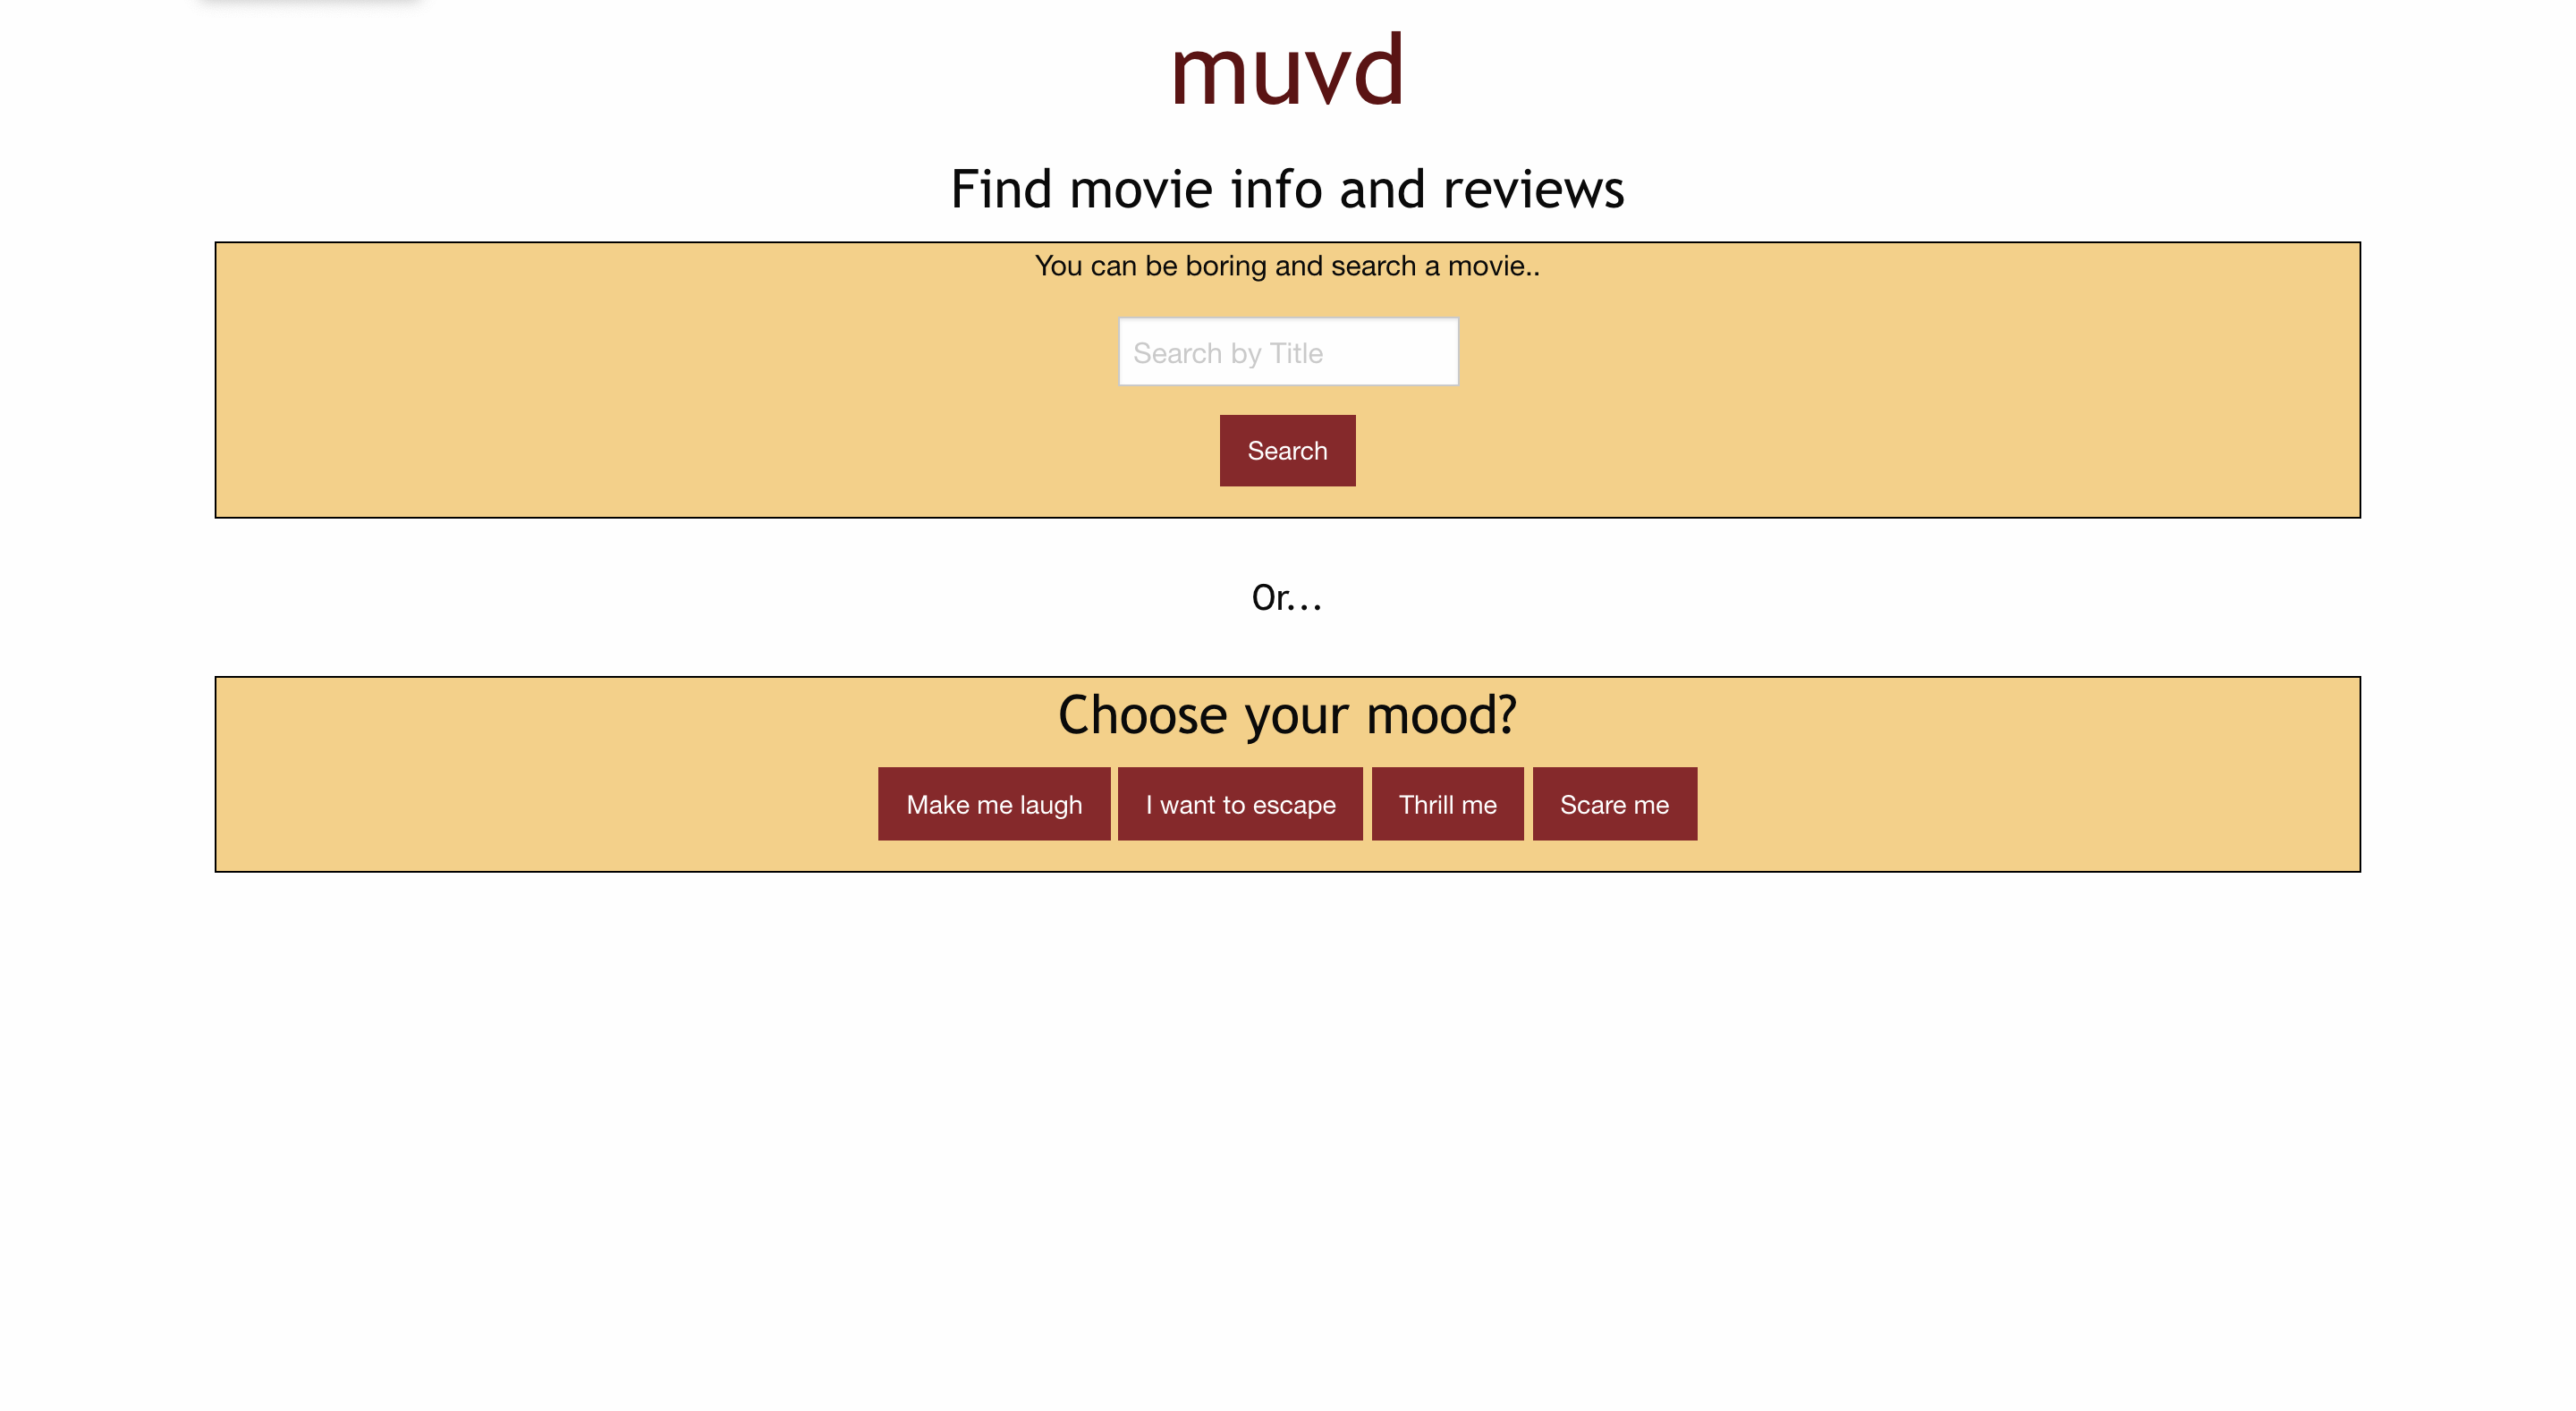 muvd
Find movie info and reviews
You can be boring and search a movie..
Search by Title
Search
Or...
Choose your mood?
Make me laugh I want to escape Thrill me Scare me